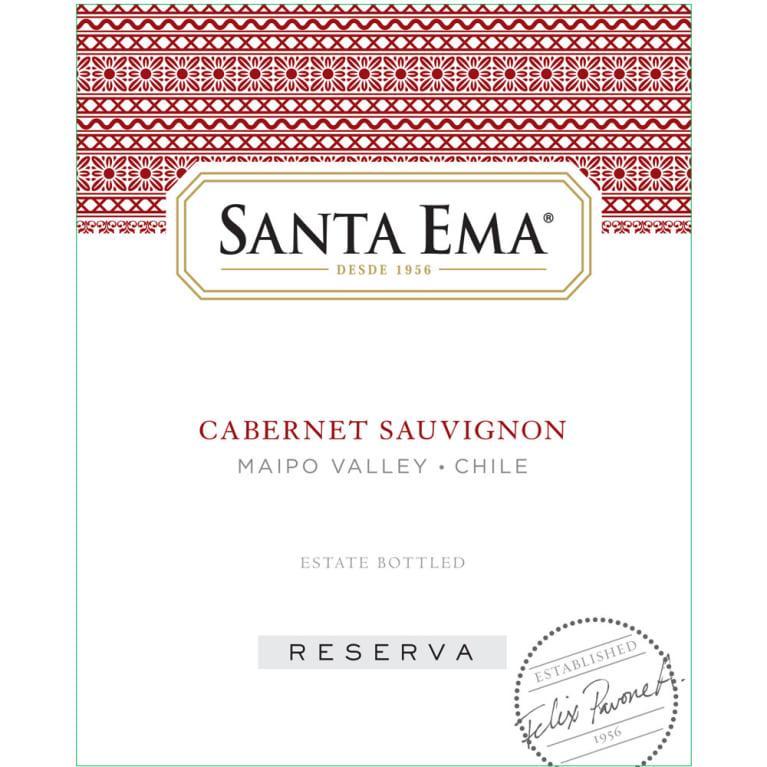 SANTA EMA®
DESDE 1956
CABERNET SAUVIGNON
MAIPO VALLEY • CHILE
ESTATE BOTTLED
RESERVA
ESTABLISHED
Felix Pavone A.
1956